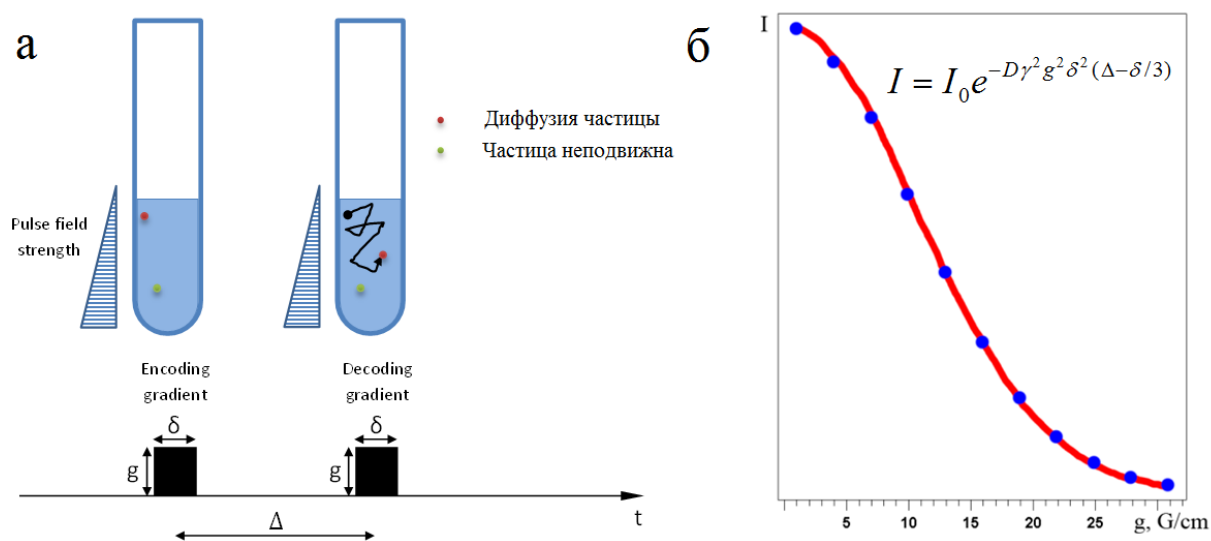 а
Диффузия частицы
Частица неподвижна
Pulse field
strength
Encoding
gradient
Decoding
gradient
δ
δ
g
g
t
Δ
б
I
I = I₀e^{-Dγ²g²δ²(Δ-δ/3)}
5 10 15 20 25 g, G/cm